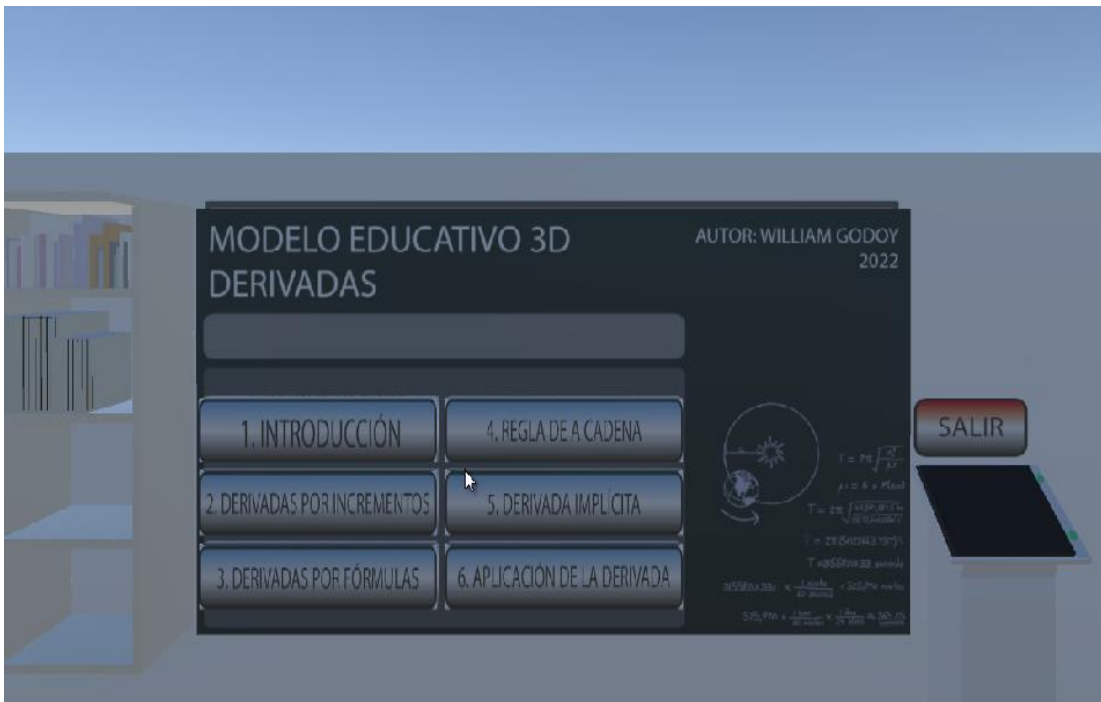 MODELO EDUCATIVO 3D
DERIVADAS
AUTOR: WILLIAM GODOY
2022
1. INTRODUCCIÓN
4. REGLA DE A CADENA
SALIR
2. DERIVADAS POR INCREMENTOS
5. DERIVADA IMPLÍCITA
3. DERIVADAS POR FÓRMULAS
6. APLICACIÓN DE LA DERIVADA